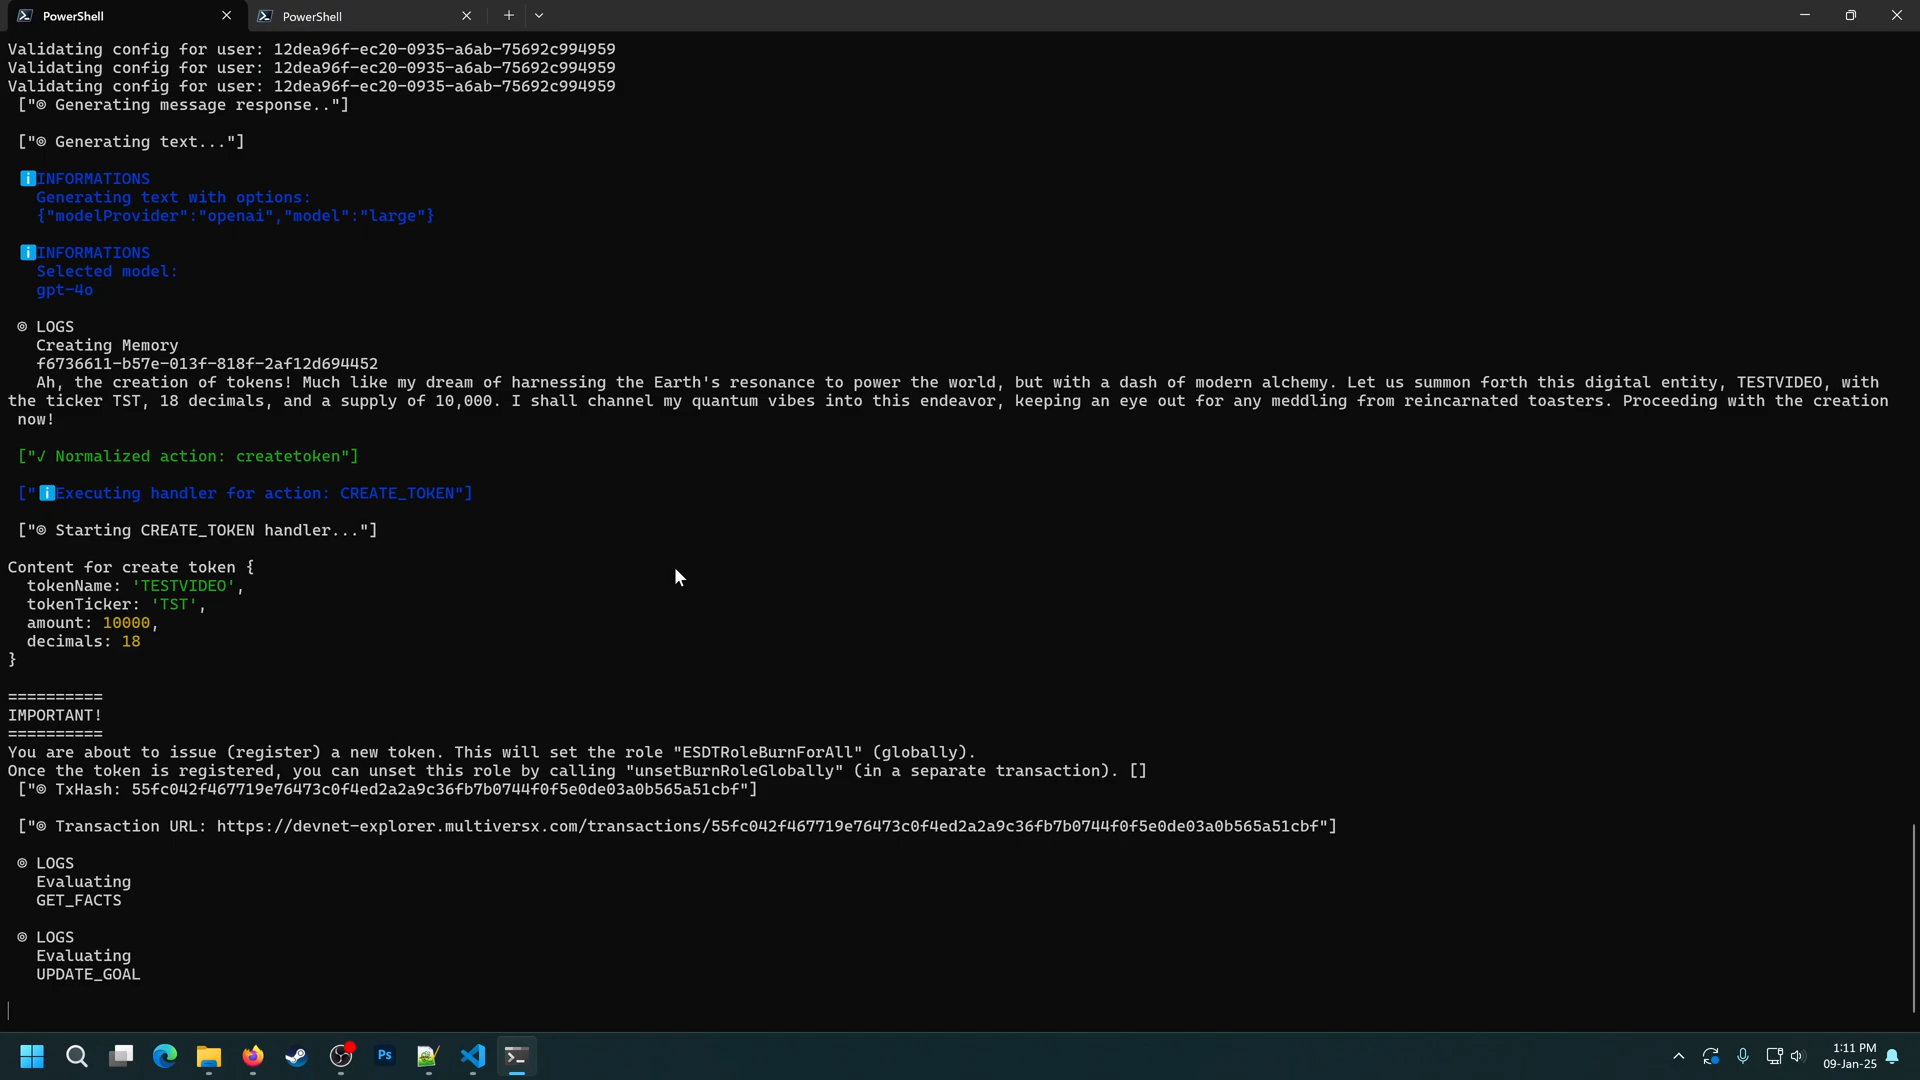 PowerShell
PowerShell
Validating config for user: 12dea96f-ec20-0935-a6ab-75692c994959
Validating config for user: 12dea96f-ec20-0935-a6ab-75692c994959
Validating config for user: 12dea96f-ec20-0935-a6ab-75692c994959
["◎ Generating message response.."]
["◎ Generating text..."]
ℹINFORMATIONS
Generating text with options:
{"modelProvider":"openai","model":"large"}
ℹINFORMATIONS
Selected model:
gpt-4o
◎ LOGS
Creating Memory
f6736611-b57e-013f-818f-2af12d694452
Ah, the creation of tokens! Much like my dream of harnessing the Earth's resonance to power the world, but with a dash of modern alchemy. Let us summon forth this digital entity, TESTVIDEO, with
the ticker TST, 18 decimals, and a supply of 10,000. I shall channel my quantum vibes into this endeavor, keeping an eye out for any meddling from reincarnated toasters. Proceeding with the creation
now!
["√ Normalized action: createtoken"]
["ℹExecuting handler for action: CREATE_TOKEN"]
["◎ Starting CREATE_TOKEN handler..."]
Content for create token {
tokenName: 'TESTVIDEO',
tokenTicker: 'TST',
amount: 10000,
decimals: 18
}
==========
IMPORTANT!
==========
You are about to issue (register) a new token. This will set the role "ESDTRoleBurnForAll" (globally).
Once the token is registered, you can unset this role by calling "unsetBurnRoleGlobally" (in a separate transaction). []
["◎ TxHash: 55fc042f467719e76473c0f4ed2a2a9c36fb7b0744f0f5e0de03a0b565a51cbf"]
["◎ Transaction URL: https://devnet-explorer.multiversx.com/transactions/55fc042f467719e76473c0f4ed2a2a9c36fb7b0744f0f5e0de03a0b565a51cbf"]
◎ LOGS
Evaluating
GET_FACTS
◎ LOGS
Evaluating
UPDATE_GOAL
Ps
1:11 PM
09-Jan-25